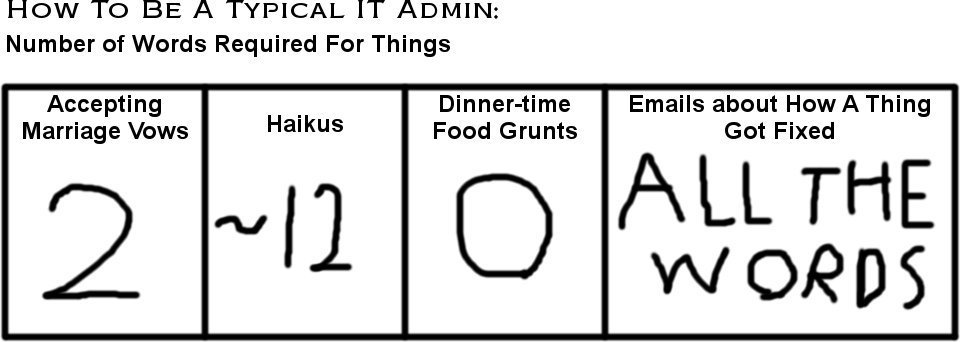 How To Be A Typical IT Admin:
Number of Words Required For Things
Accepting
Marriage Vows
2
Haikus
~12
Dinner-time
Food Grunts
0
Emails about How A Thing
Got Fixed
ALL THE
WORDS